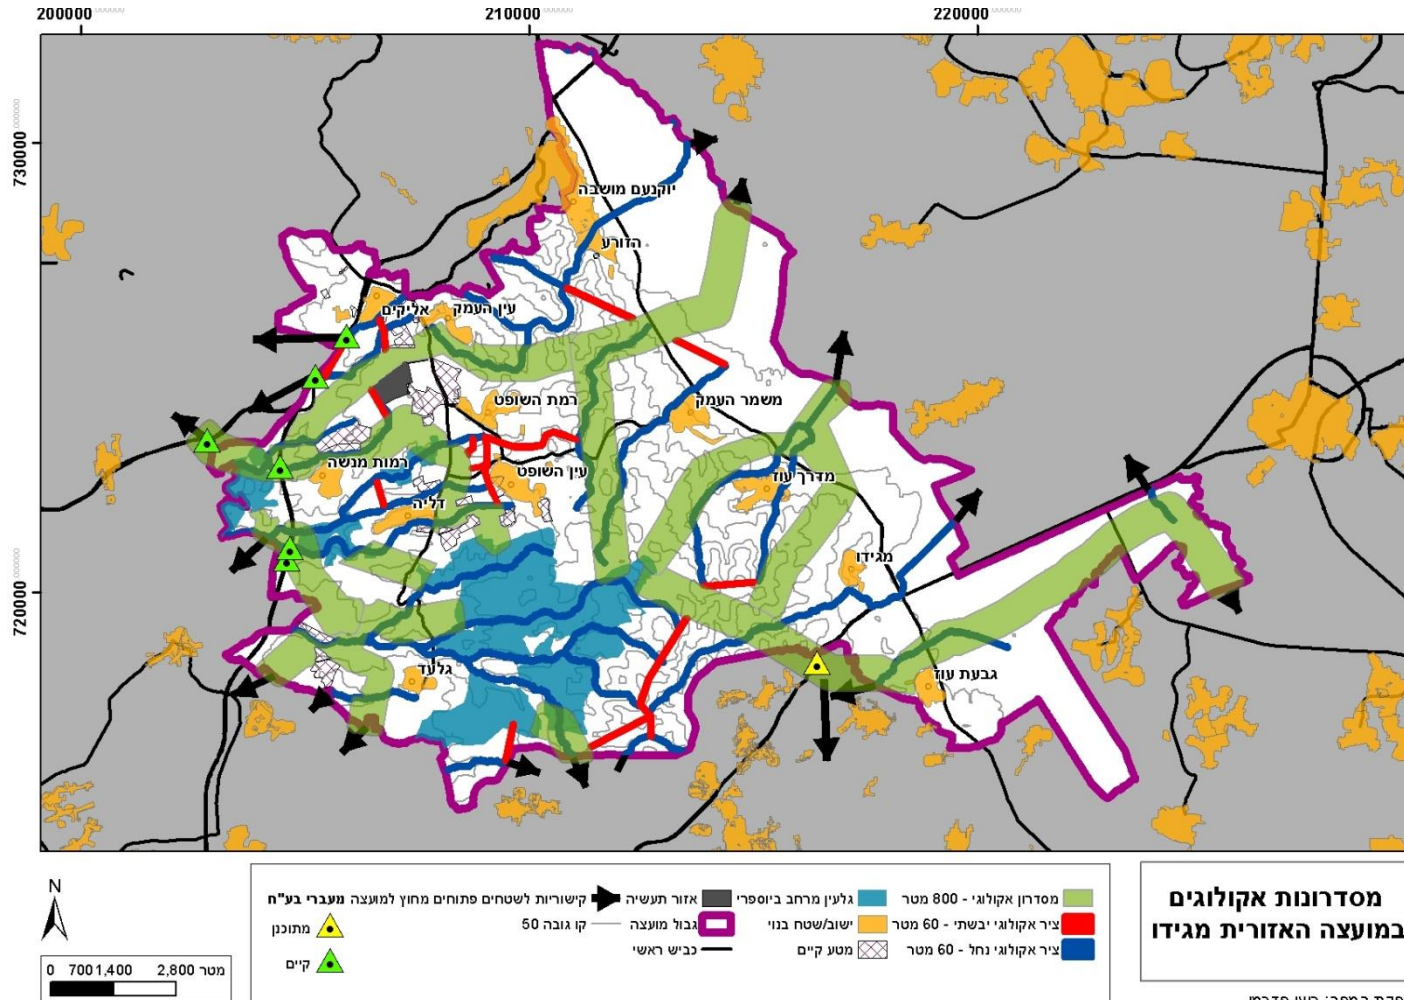 200000
210000
220000
730000
720000
יוקנעם מושבה
הזורע
אליקים
עין העמק
רמת השופט
משמר העמק
רמות מנשה
עין השופט
מדרך עוז
דליה
מגידו
גלעד
גבעת עוז
N
0 700 1,400 2,800 מטר
מעברי בע"ח
מתוכנן
קיים
קישוריות לשטחים פתוחים מחוץ למועצה
קו גובה 50
כביש ראשי
אזור תעשיה
גבול מועצה
גלעין מרחב ביוספרי
ישוב/שטח בנוי
מטע קיים
מסדרון אקולוגי - 800 מטר
ציר אקולוגי יבשתי - 60 מטר
ציר אקולוגי נחל - 60 מטר
מסדרונות אקולוגים
במועצה האזורית מגידו